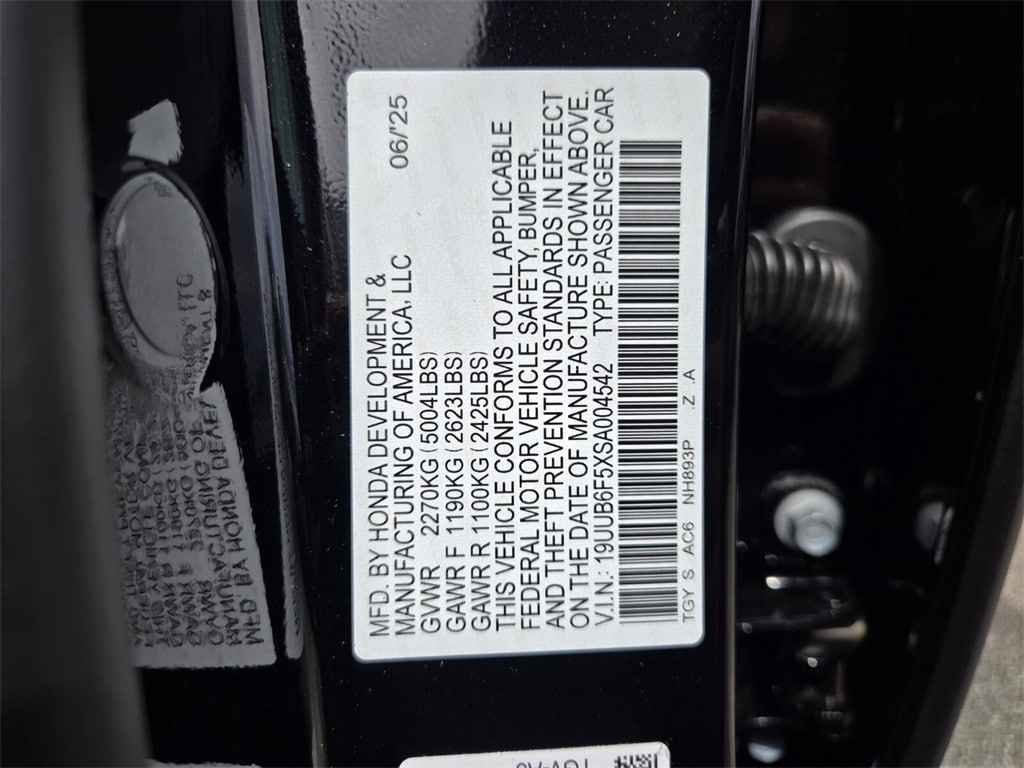 MFD. BY HONDA DEVELOPMENT & 06/'25
MANUFACTURING OF AMERICA, LLC
GVWR 2270KG(5004LBS)
GAWR F 1190KG(2623LBS)
GAWR R 1100KG(2425LBS)
THIS VEHICLE CONFORMS TO ALL APPLICABLE
FEDERAL MOTOR VEHICLE SAFETY, BUMPER,
AND THEFT PREVENTION STANDARDS IN EFFECT
ON THE DATE OF MANUFACTURE SHOWN ABOVE.
V.I.N.: 19UUB6F5XSA004542 TYPE: PASSENGER CAR
TGY S AC6 NH893P .Z .A